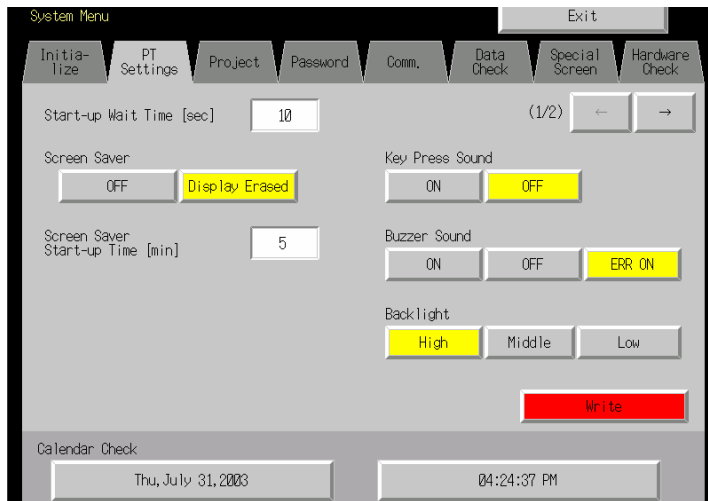 System Menu
Exit
Initia-
lize
PT
Settings
Project
Password
Comm.
Data
Check
Special
Screen
Hardware
Check
Start-up Wait Time [sec]
10
(1/2)
←
→
Screen Saver
OFF
Display Erased
Key Press Sound
ON
OFF
Screen Saver
Start-up Time [min]
5
Buzzer Sound
ON
OFF
ERR ON
Backlight
High
Middle
Low
Write
Calendar Check
Thu,July 31,2003
04:24:37 PM